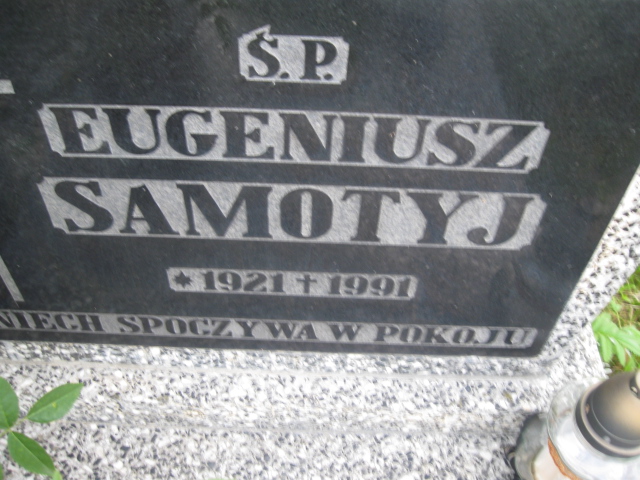 Ś.P.
EUGENIUSZ
SAMOTYJ
* 1921 † 1991
NIECH SPOCZYWA W POKOJU